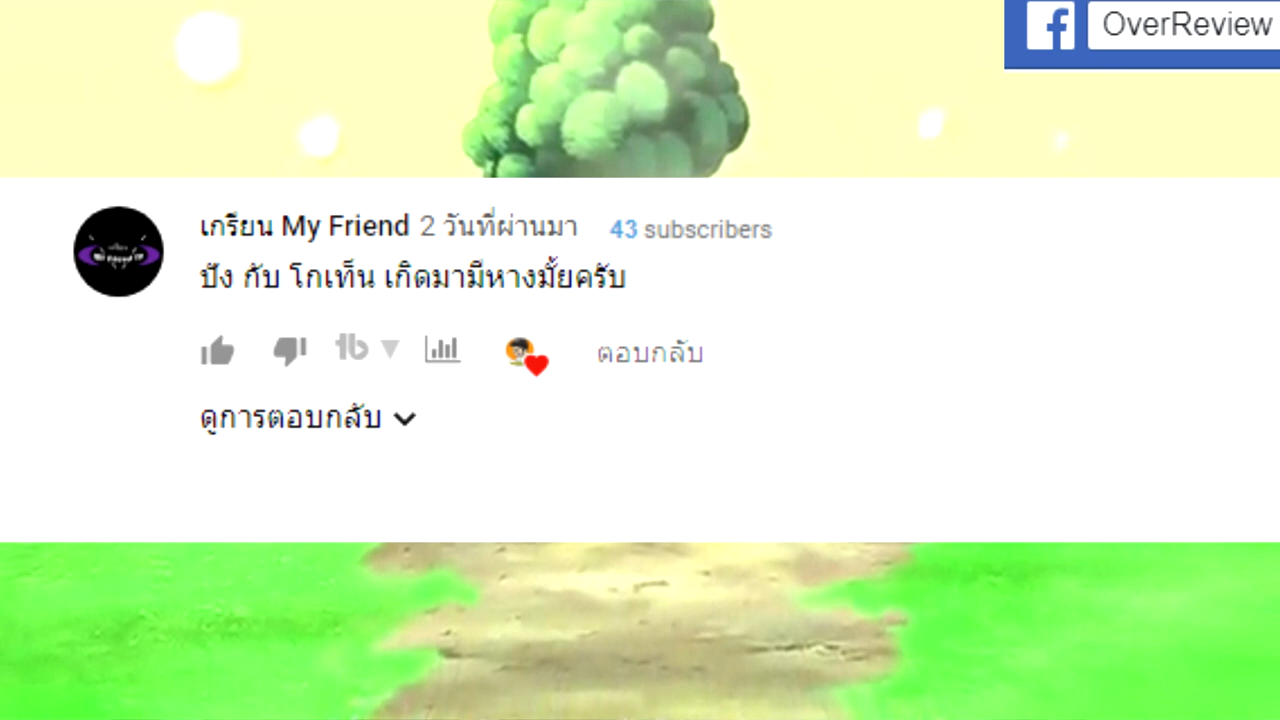 OverReview
เกรียน My Friend 2 วันที่ผ่านมา 43 subscribers
ปัง กับ โกเท็น เกิดมามีหางมั้ยครับ
ตอบกลับ
ดูการตอบกลับ